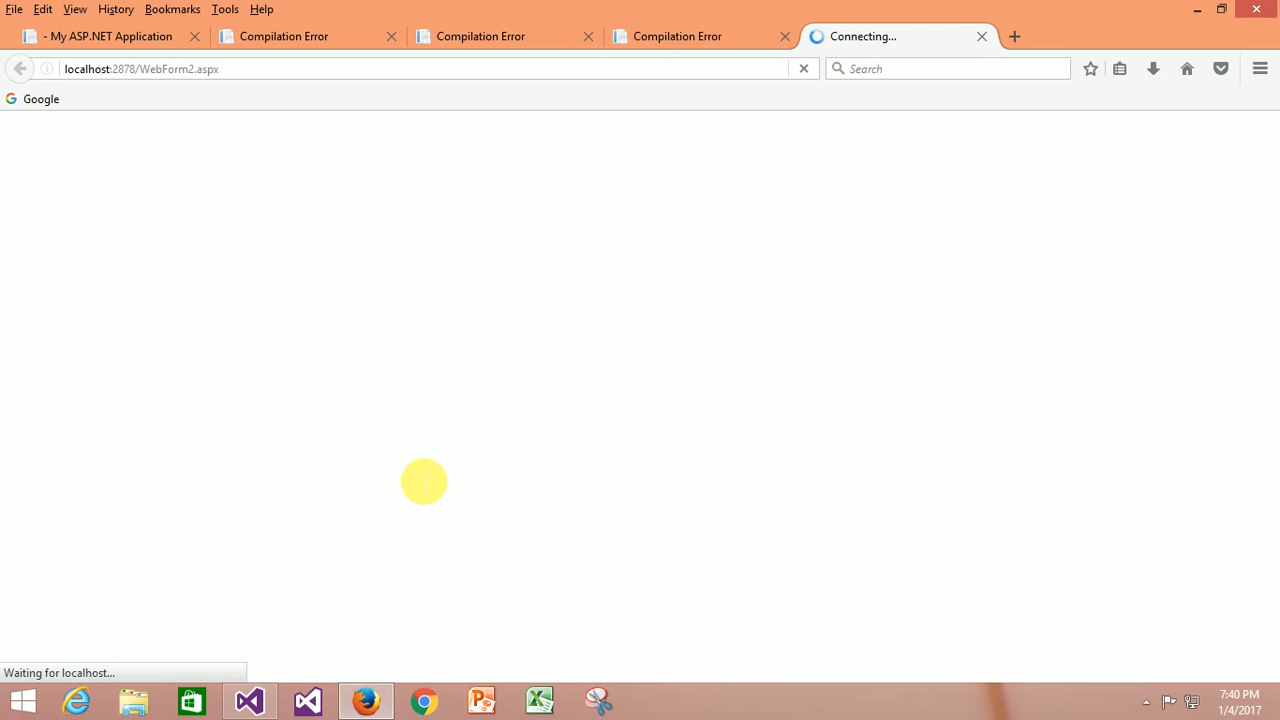 File Edit View History Bookmarks Tools Help
- My ASP.NET Application Compilation Error Compilation Error Compilation Error Connecting...
localhost:2878/WebForm2.aspx Search
Google
Waiting for localhost...
7:40 PM
1/4/2017